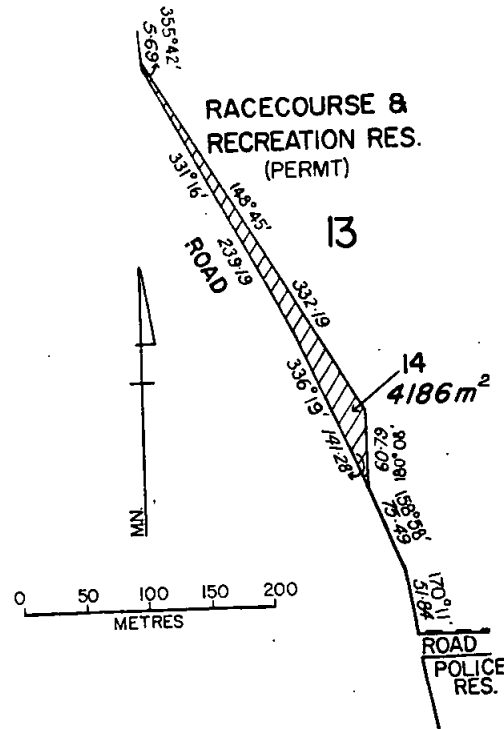 355°42'
5·69
RACECOURSE &
RECREATION RES.
(PERMT)
13
331°16'
148°45'
ROAD
239·19
332·19
336°19'
141·28
14
4186m²
60·79
180°08'
158°58'
75·49
170°11'
51·84
MN.
0 50 100 150 200
METRES
ROAD
POLICE
RES.